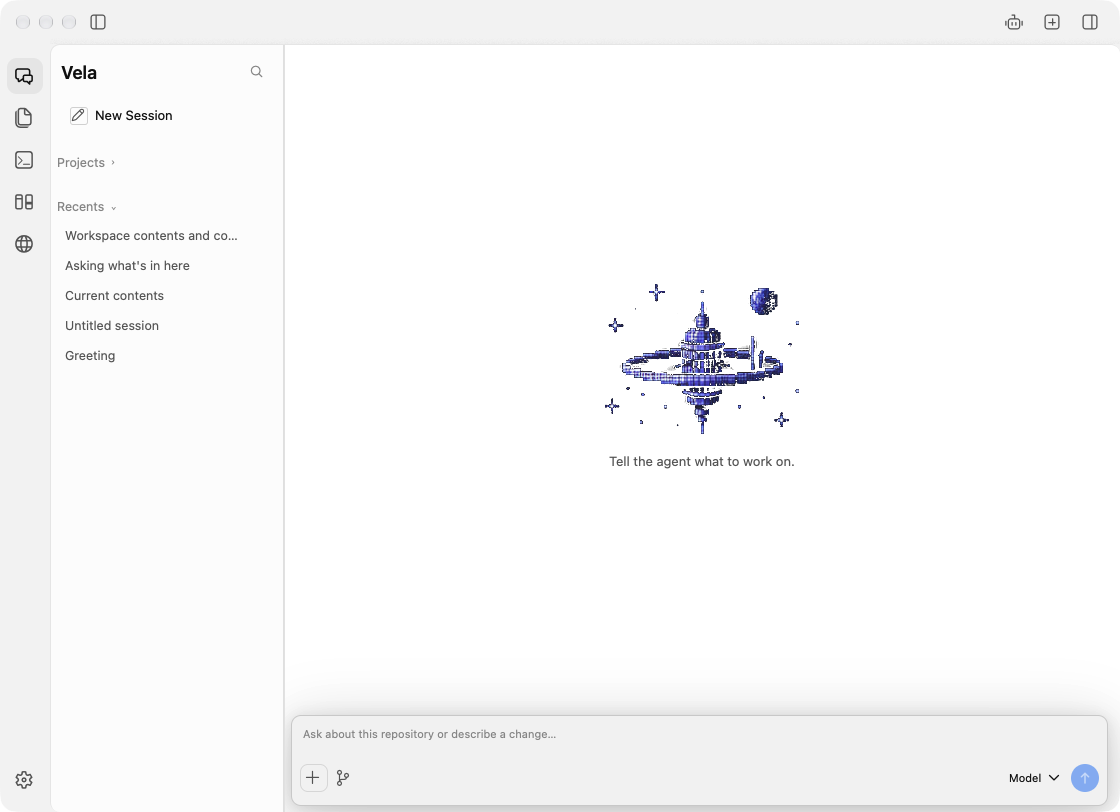 Vela
New Session
Projects
Recents
Workspace contents and co...
Asking what's in here
Current contents
Untitled session
Greeting
Tell the agent what to work on.
Ask about this repository or describe a change...
Model